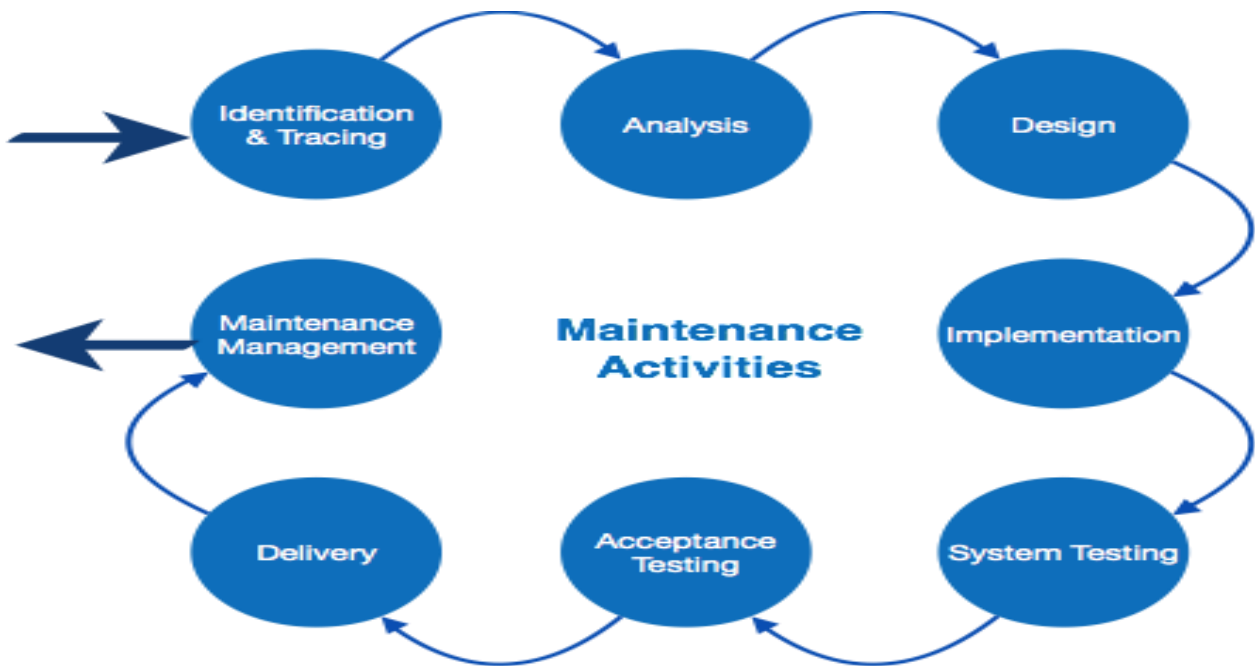 Identification
& Tracing
Analysis
Design
Maintenance
Management
Maintenance
Activities
Implementation
Delivery
Acceptance
Testing
System Testing